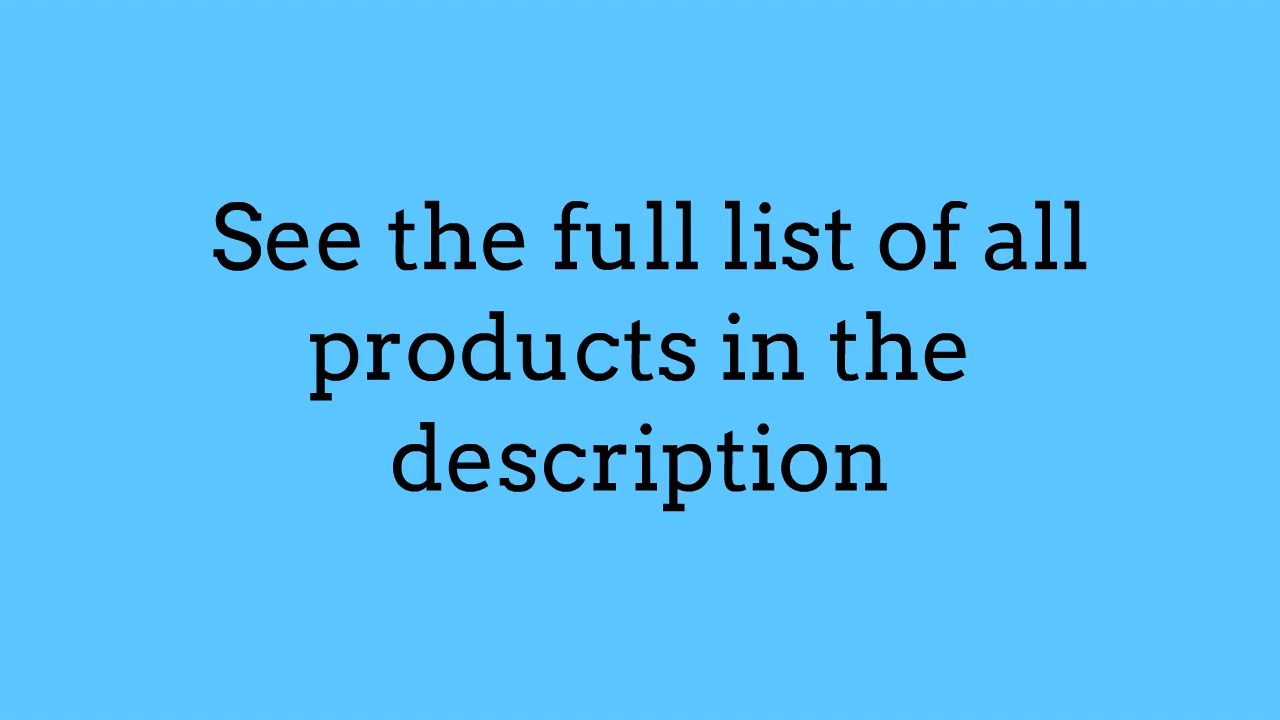 See the full list of all
products in the
description